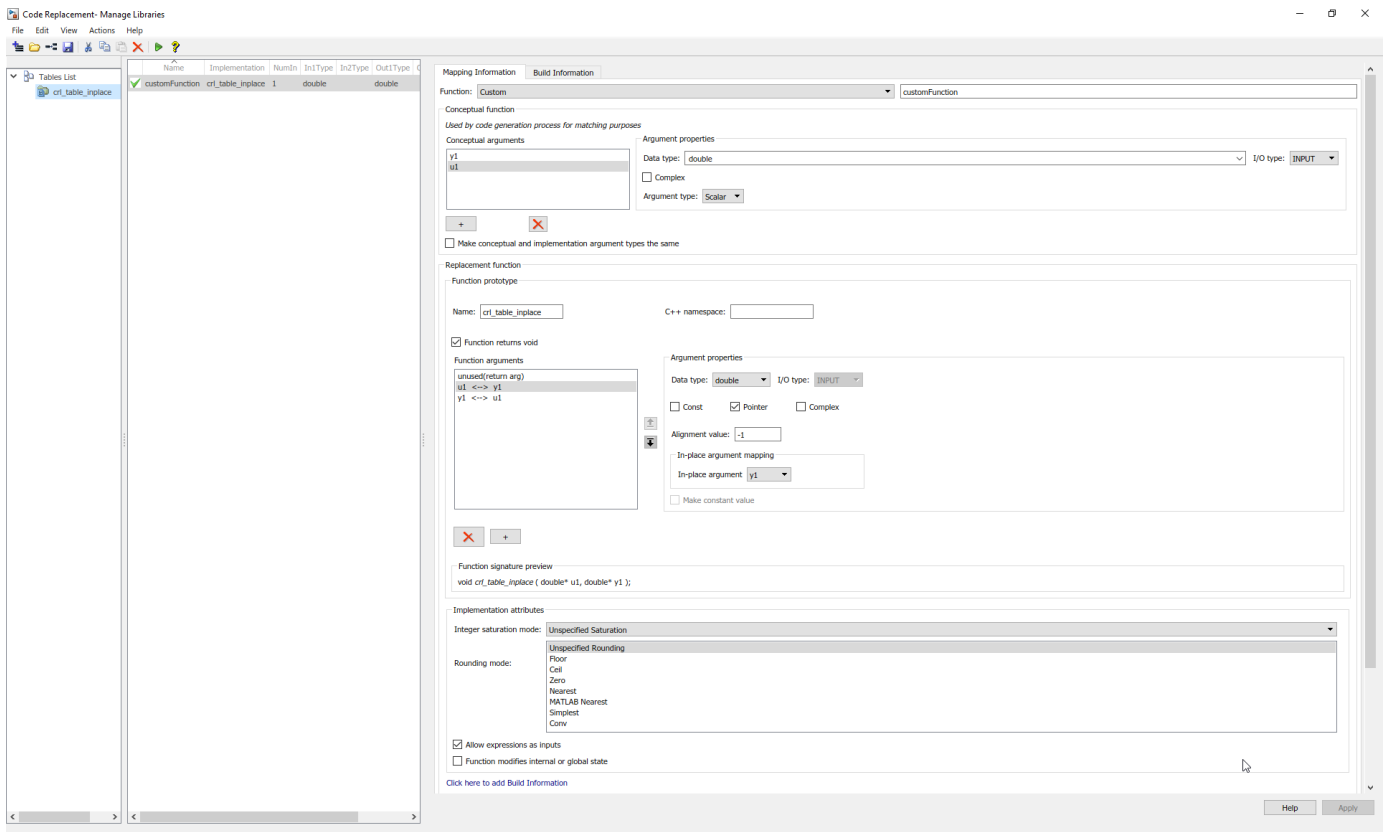 Code Replacement- Manage Libraries
File Edit View Actions Help
Tables List
crl_table_inplace
Name Implementation NumIn In1Type In2Type Out1Type
customFunction crl_table_inplace 1 double double
Mapping Information Build Information
Function: Custom customFunction
Conceptual function
Used by code generation process for matching purposes
Conceptual arguments
y1
u1
Argument properties
Data type: double I/O type: INPUT
Complex
Argument type: Scalar
+
Make conceptual and implementation argument types the same
Replacement function
Function prototype
Name: crl_table_inplace C++ namespace:
Function returns void
Function arguments
unused(return arg)
u1 <--> y1
y1 <--> u1
Argument properties
Data type: double I/O type: INPUT
Const Pointer Complex
Alignment value: -1
In-place argument mapping
In-place argument y1
Make constant value
+
Function signature preview
void crl_table_inplace ( double* u1, double* y1 );
Implementation attributes
Integer saturation mode: Unspecified Saturation
Rounding mode:
Unspecified Rounding
Floor
Ceil
Zero
Nearest
MATLAB Nearest
Simplest
Conv
Allow expressions as inputs
Function modifies internal or global state
Click here to add Build Information
Help Apply